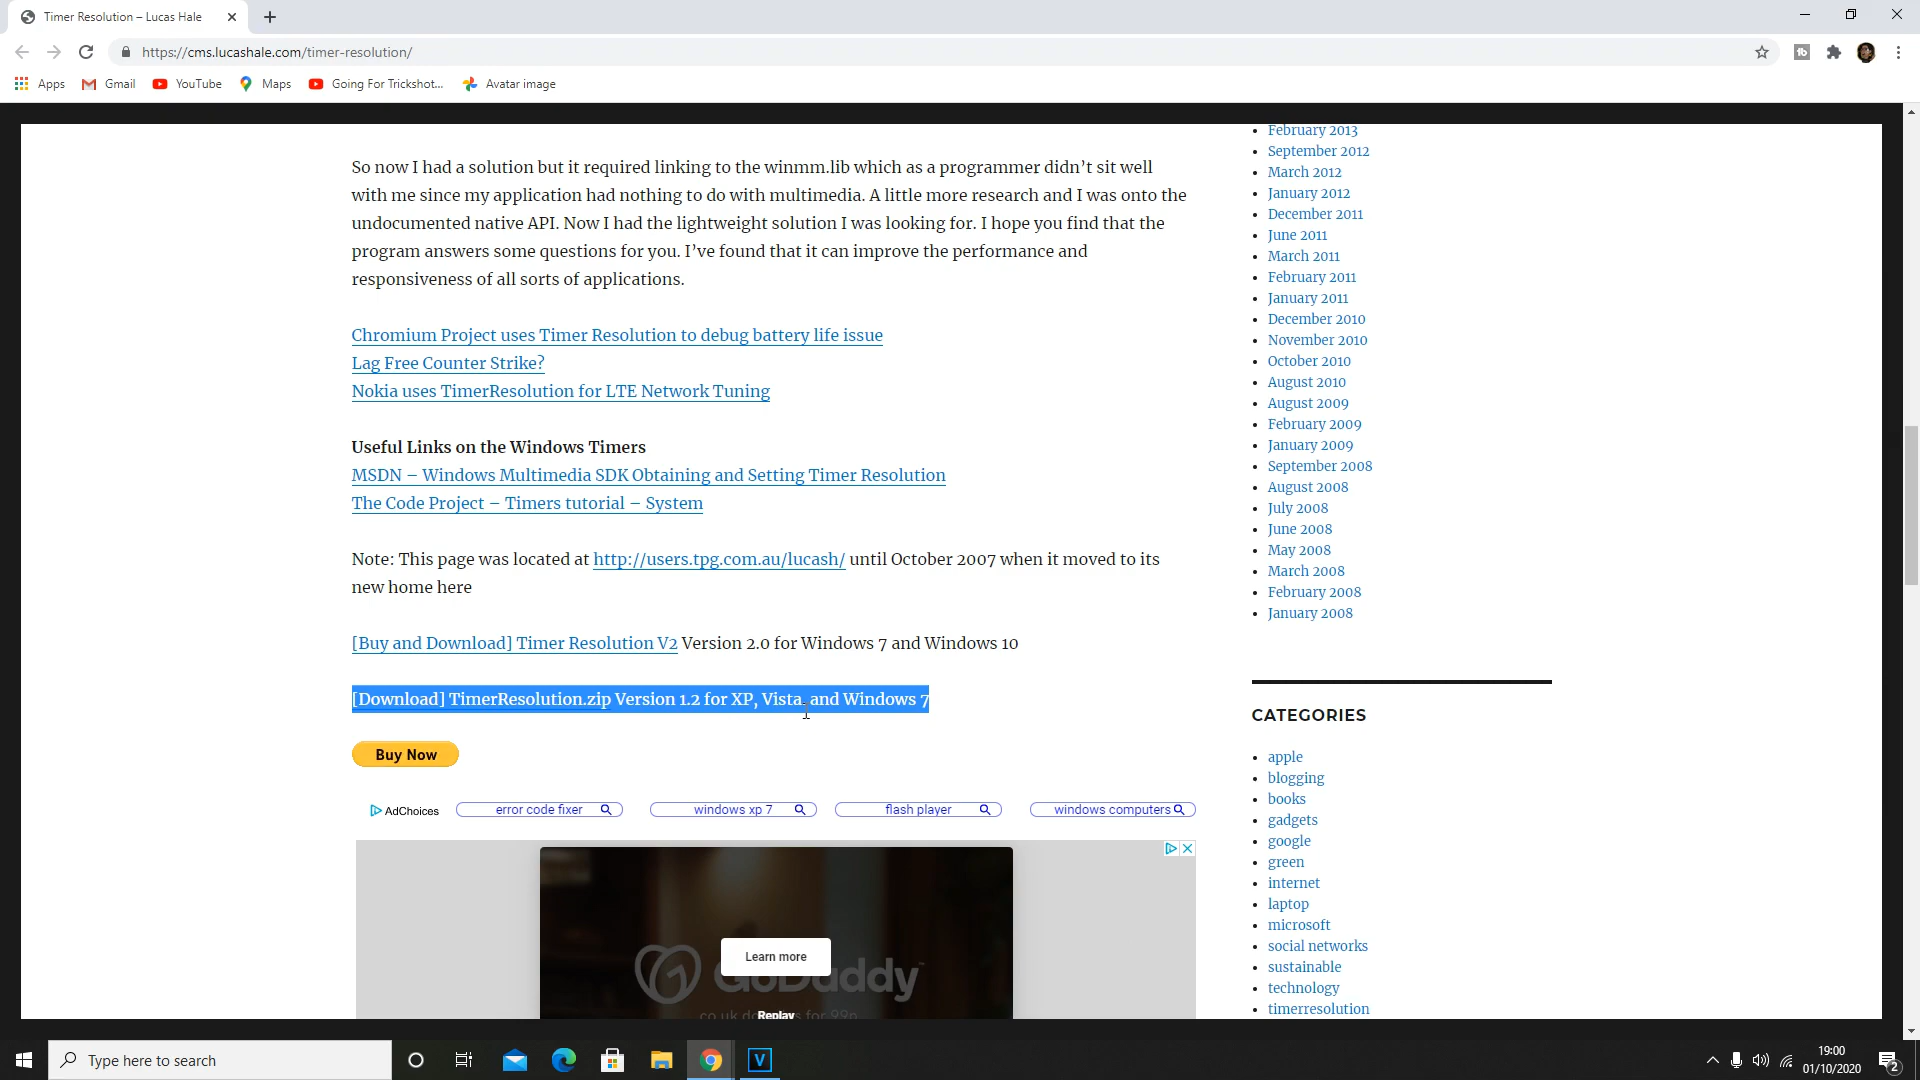 Timer Resolution – Lucas Hale
https://cms.lucashale.com/timer-resolution/
Apps Gmail YouTube Maps Going For Trickshot... Avatar image
So now I had a solution but it required linking to the winmm.lib which as a programmer didn’t sit well
with me since my application had nothing to do with multimedia. A little more research and I was onto the
undocumented native API. Now I had the lightweight solution I was looking for. I hope you find that the
program answers some questions for you. I’ve found that it can improve the performance and
responsiveness of all sorts of applications.
Chromium Project uses Timer Resolution to debug battery life issue
Lag Free Counter Strike?
Nokia uses TimerResolution for LTE Network Tuning
Useful Links on the Windows Timers
MSDN – Windows Multimedia SDK Obtaining and Setting Timer Resolution
The Code Project – Timers tutorial – System
Note: This page was located at http://users.tpg.com.au/lucash/ until October 2007 when it moved to its
new home here
[Buy and Download] Timer Resolution V2 Version 2.0 for Windows 7 and Windows 10
[Download] TimerResolution.zip Version 1.2 for XP, Vista, and Windows 7
Buy Now
AdChoices error code fixer windows xp 7 flash player windows computers
Learn more
GoDaddy
Replay
February 2013
September 2012
March 2012
January 2012
December 2011
June 2011
March 2011
February 2011
January 2011
December 2010
November 2010
October 2010
August 2010
August 2009
February 2009
January 2009
September 2008
August 2008
July 2008
June 2008
May 2008
March 2008
February 2008
January 2008
CATEGORIES
apple
blogging
books
gadgets
google
green
internet
laptop
microsoft
social networks
sustainable
technology
timerresolution
Type here to search
19:00
01/10/2020
2